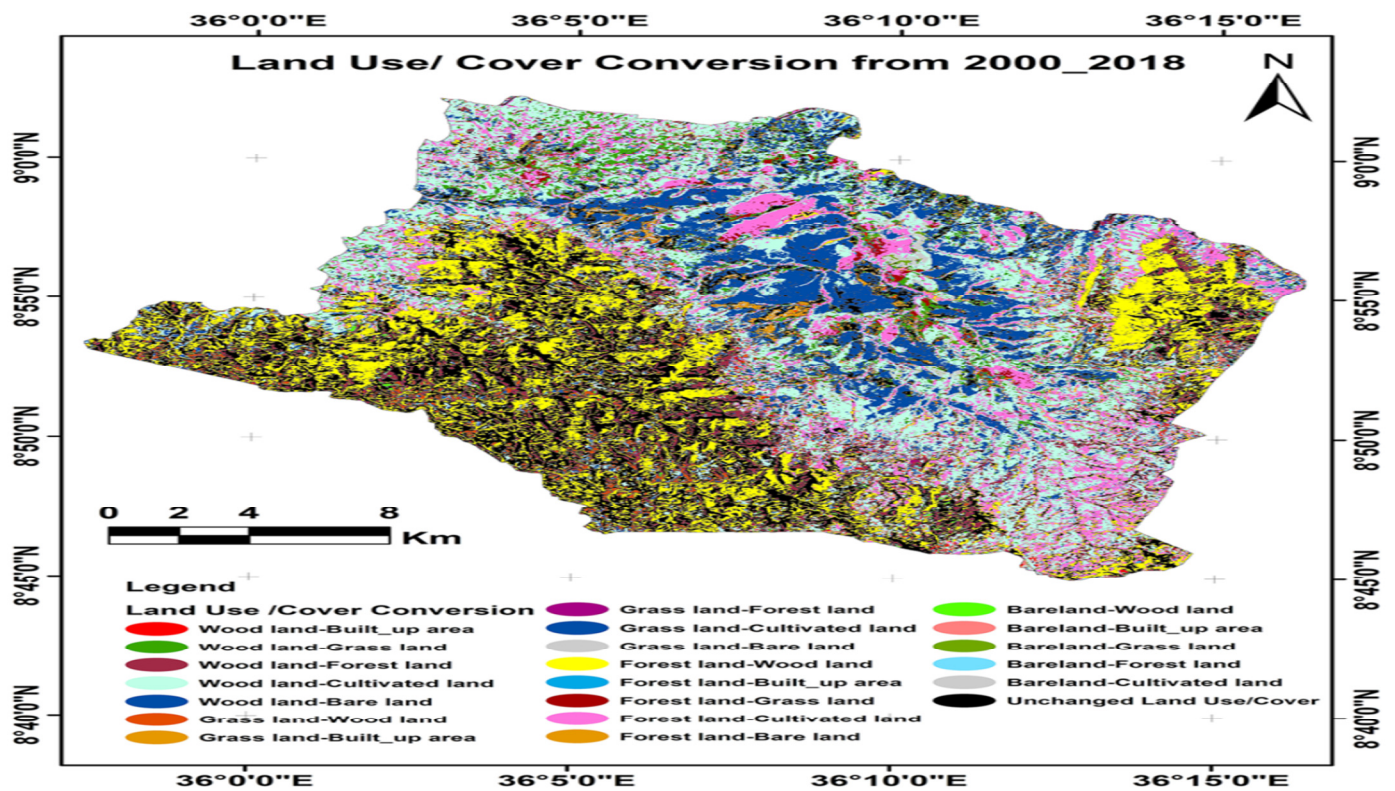 36°0'0"E 36°5'0"E 36°10'0"E 36°15'0"E
Land Use/ Cover Conversion from 2000_2018
N
9°0'0"N 9°0'0"N
8°55'0"N 8°55'0"N
8°50'0"N 8°50'0"N
8°45'0"N 8°45'0"N
8°40'0"N 8°40'0"N
0 2 4 8
Km
Legend
Land Use /Cover Conversion
Wood land-Built_up area
Wood land-Grass land
Wood land-Forest land
Wood land-Cultivated land
Wood land-Bare land
Grass land-Wood land
Grass land-Built_up area
Grass land-Forest land
Grass land-Cultivated land
Grass land-Bare land
Forest land-Wood land
Forest land-Built_up area
Forest land-Grass land
Forest land-Cultivated land
Forest land-Bare land
Bareland-Wood land
Bareland-Built_up area
Bareland-Grass land
Bareland-Forest land
Bareland-Cultivated land
Unchanged Land Use/Cover
36°0'0"E 36°5'0"E 36°10'0"E 36°15'0"E